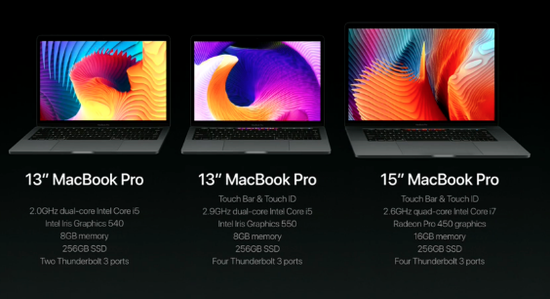 13” MacBook Pro
2.0GHz dual-core Intel Core i5
Intel Iris Graphics 540
8GB memory
256GB SSD
Two Thunderbolt 3 ports
13” MacBook Pro
Touch Bar & Touch ID
2.9GHz dual-core Intel Core i5
Intel Iris Graphics 550
8GB memory
256GB SSD
Four Thunderbolt 3 ports
15” MacBook Pro
Touch Bar & Touch ID
2.6GHz quad-core Intel Core i7
Radeon Pro 450 graphics
16GB memory
256GB SSD
Four Thunderbolt 3 ports